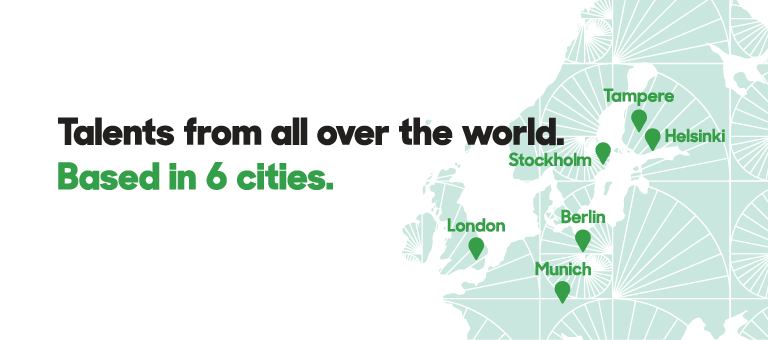 Talents from all over the world.
Based in 6 cities.
Tampere
Helsinki
Stockholm
London
Berlin
Munich